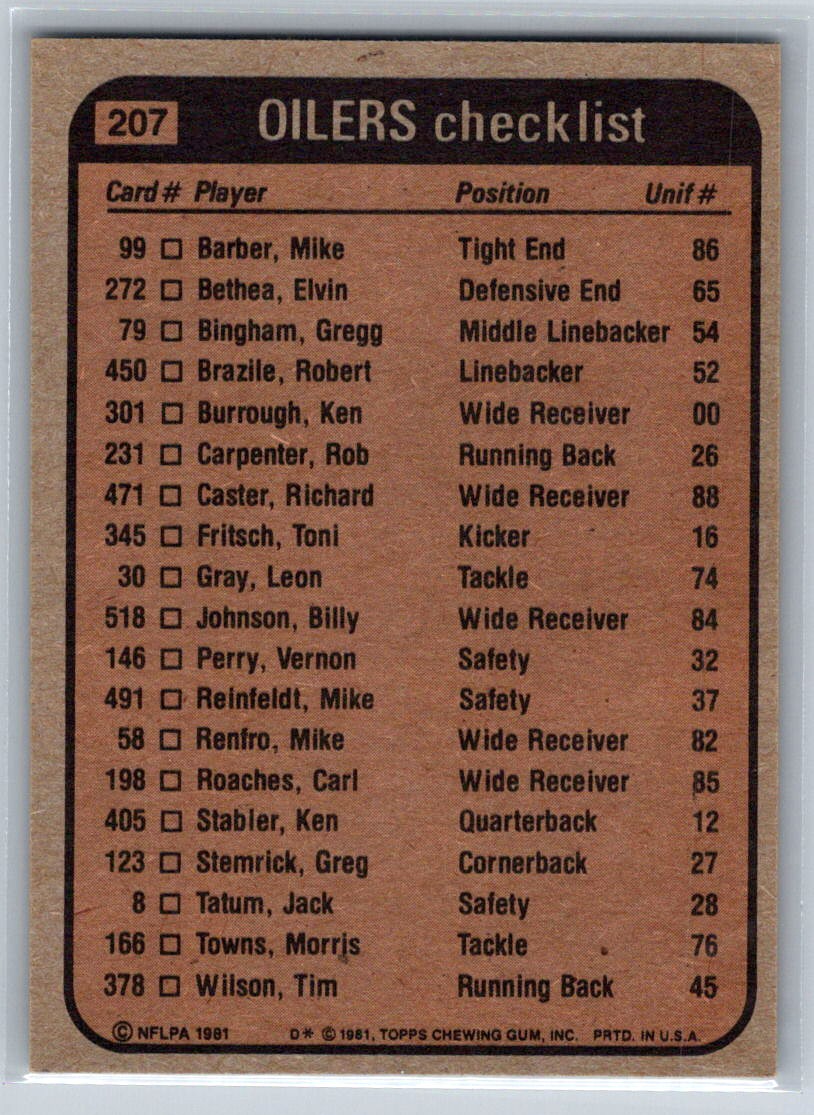 207 OILERS checklist
Card # Player Position Unif #
99 □ Barber, Mike Tight End 86
272 □ Bethea, Elvin Defensive End 65
79 □ Bingham, Gregg Middle Linebacker 54
450 □ Brazile, Robert Linebacker 52
301 □ Burrough, Ken Wide Receiver 00
231 □ Carpenter, Rob Running Back 26
471 □ Caster, Richard Wide Receiver 88
345 □ Fritsch, Toni Kicker 16
30 □ Gray, Leon Tackle 74
518 □ Johnson, Billy Wide Receiver 84
146 □ Perry, Vernon Safety 32
491 □ Reinfeldt, Mike Safety 37
58 □ Renfro, Mike Wide Receiver 82
198 □ Roaches, Carl Wide Receiver 85
405 □ Stabler, Ken Quarterback 12
123 □ Stemrick, Greg Cornerback 27
8 □ Tatum, Jack Safety 28
166 □ Towns, Morris Tackle 76
378 □ Wilson, Tim Running Back 45
© NFLPA 1981 D* © 1981, TOPPS CHEWING GUM, INC. PRTD. IN U.S.A.